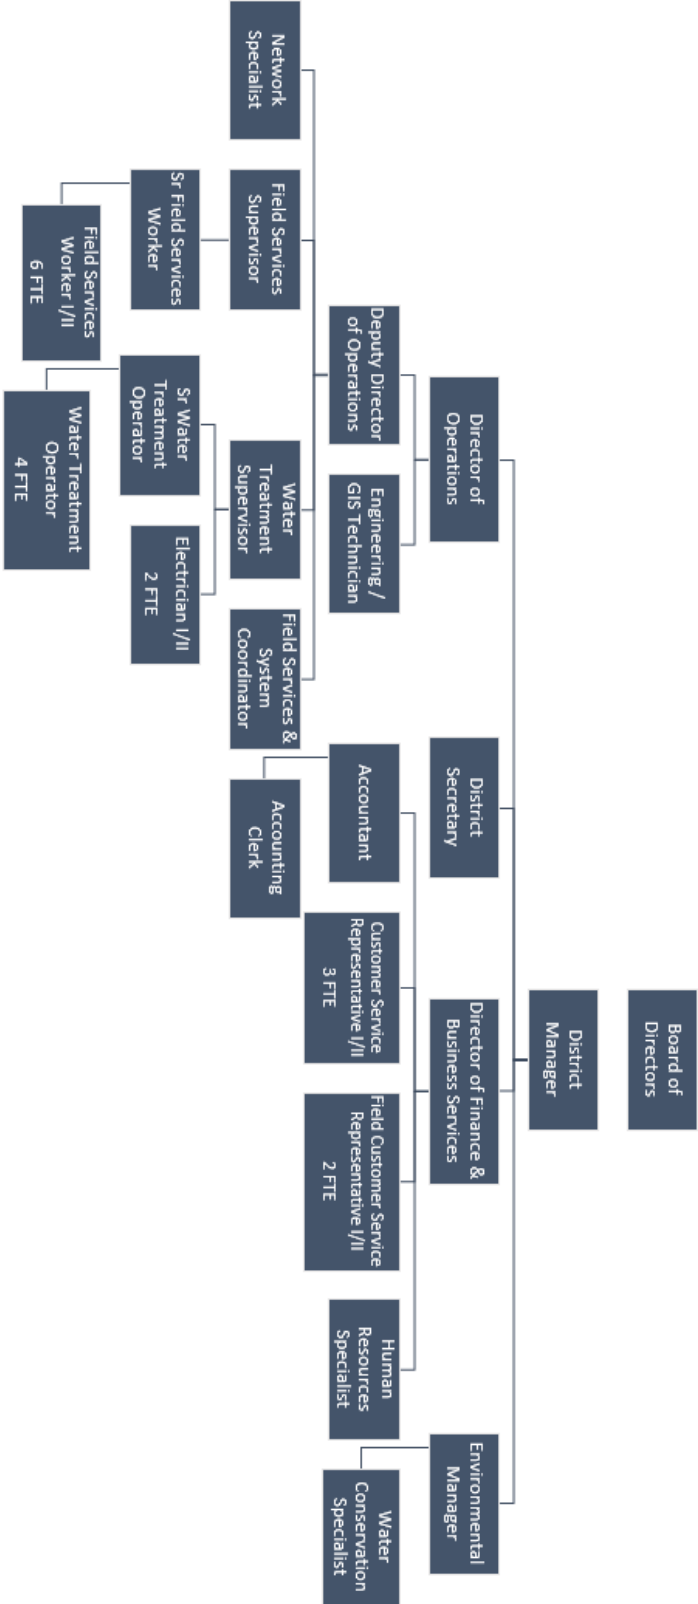 Board of
Directors
District
Manager
Director of
Operations
District
Secretary
Director of Finance &
Business Services
Environmental
Manager
Deputy Director
of Operations
Engineering /
GIS Technician
Accountant
Customer Service
Representative I/II
3 FTE
Field Customer Service
Representative I/II
2 FTE
Human
Resources
Specialist
Water
Conservation
Specialist
Network
Specialist
Field Services
Supervisor
Water
Treatment
Supervisor
Field Services &
System
Coordinator
Accounting
Clerk
Sr Field Services
Worker
Sr Water
Treatment
Operator
Electrician I/II
2 FTE
Field Services
Worker I/II
6 FTE
Water Treatment
Operator
4 FTE